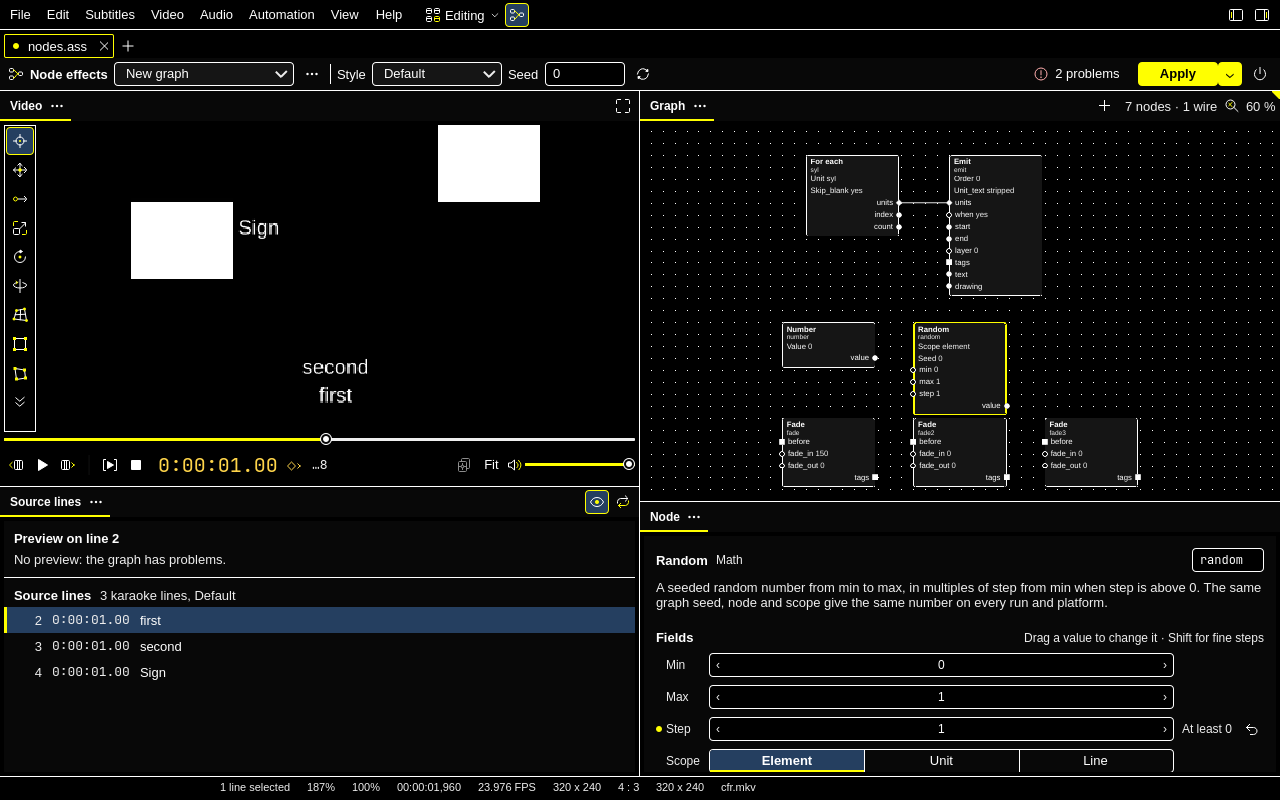 File Edit Subtitles Video Audio Automation View Help Editing
nodes.ass
Node effects New graph Style Default Seed 0 2 problems Apply
Video
Graph 7 nodes · 1 wire 60 %
Sign
second
first
For each
syl
Unit syl
Skip_blank yes
units
index
count
Emit
emit
Order 0
Unit_text stripped
units
when yes
start
end
layer 0
tags
text
drawing
Number
number
Value 0
value
Random
random
Scope element
Seed 0
min 0
max 1
step 1
value
Fade
fade
before
fade_in 150
fade_out 0
tags
Fade
fade2
before
fade_in 0
fade_out 0
tags
Fade
fade3
before
fade_in 0
fade_out 0
tags
0:00:01.00 ...8 Fit
Source lines
Preview on line 2
No preview: the graph has problems.
Source lines 3 karaoke lines, Default
2 0:00:01.00 first
3 0:00:01.00 second
4 0:00:01.00 Sign
Node
Random Math random
A seeded random number from min to max, in multiples of step from min when step is above 0. The same
graph seed, node and scope give the same number on every run and platform.
Fields Drag a value to change it · Shift for fine steps
Min ‹ 0 ›
Max ‹ 1 ›
Step ‹ 1 › At least 0
Scope Element Unit Line
1 line selected 187% 100% 00:00:01,960 23.976 FPS 320 x 240 4 : 3 320 x 240 cfr.mkv